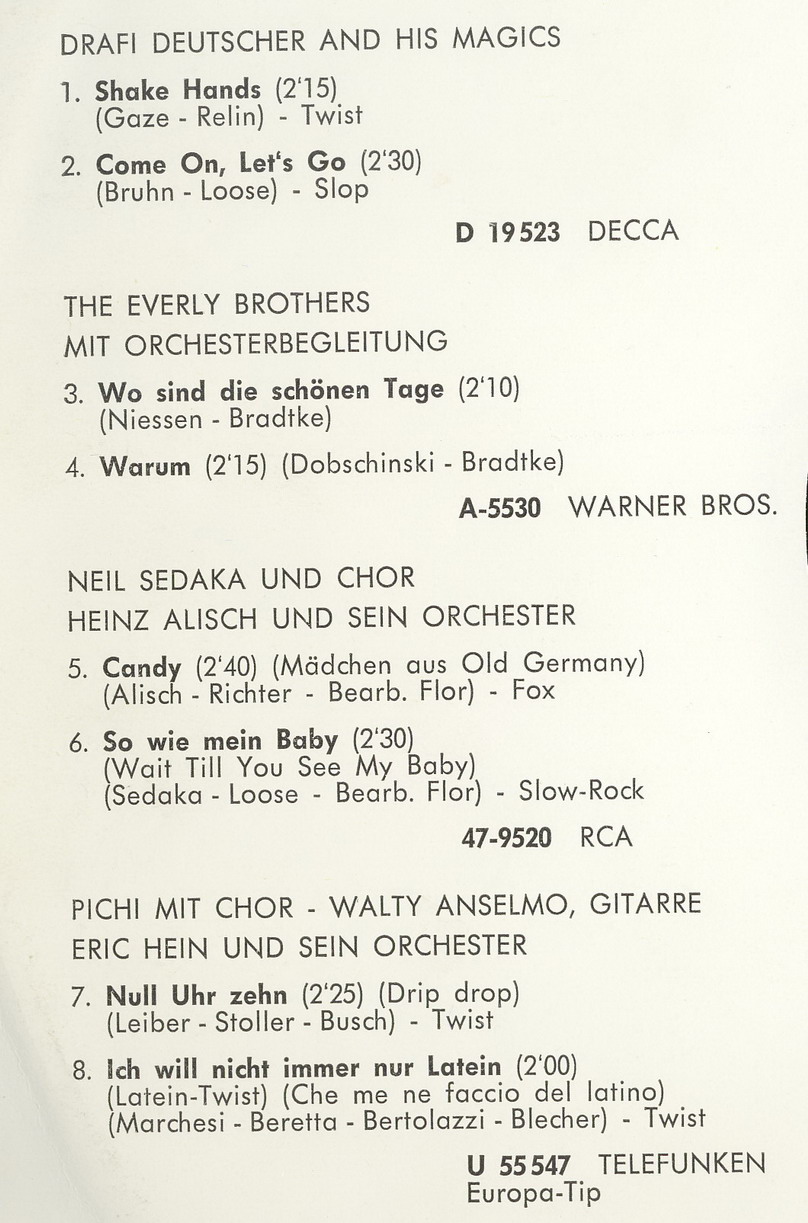 DRAFI DEUTSCHER AND HIS MAGICS
1. Shake Hands (2'15)
(Gaze - Relin) - Twist
2. Come On, Let's Go (2'30)
(Bruhn - Loose) - Slop
D 19523 DECCA
THE EVERLY BROTHERS
MIT ORCHESTERBEGLEITUNG
3. Wo sind die schönen Tage (2'10)
(Niessen - Bradtke)
4. Warum (2'15) (Dobschinski - Bradtke)
A-5530 WARNER BROS.
NEIL SEDAKA UND CHOR
HEINZ ALISCH UND SEIN ORCHESTER
5. Candy (2'40) (Mädchen aus Old Germany)
(Alisch - Richter - Bearb. Flor) - Fox
6. So wie mein Baby (2'30)
(Wait Till You See My Baby)
(Sedaka - Loose - Bearb. Flor) - Slow-Rock
47-9520 RCA
PICHI MIT CHOR - WALTY ANSELMO, GITARRE
ERIC HEIN UND SEIN ORCHESTER
7. Null Uhr zehn (2'25) (Drip drop)
(Leiber - Stoller - Busch) - Twist
8. Ich will nicht immer nur Latein (2'00)
(Latein-Twist) (Che me ne faccio del latino)
(Marchesi - Beretta - Bertolazzi - Blecher) - Twist
U 55547 TELEFUNKEN
Europa-Tip